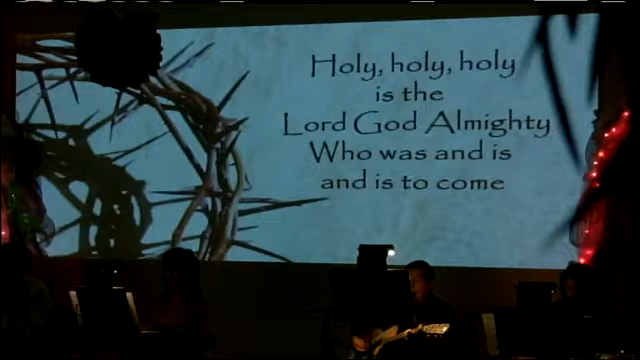 Holy, holy, holy
is the
Lord God Almighty
Who was and is
and is to come